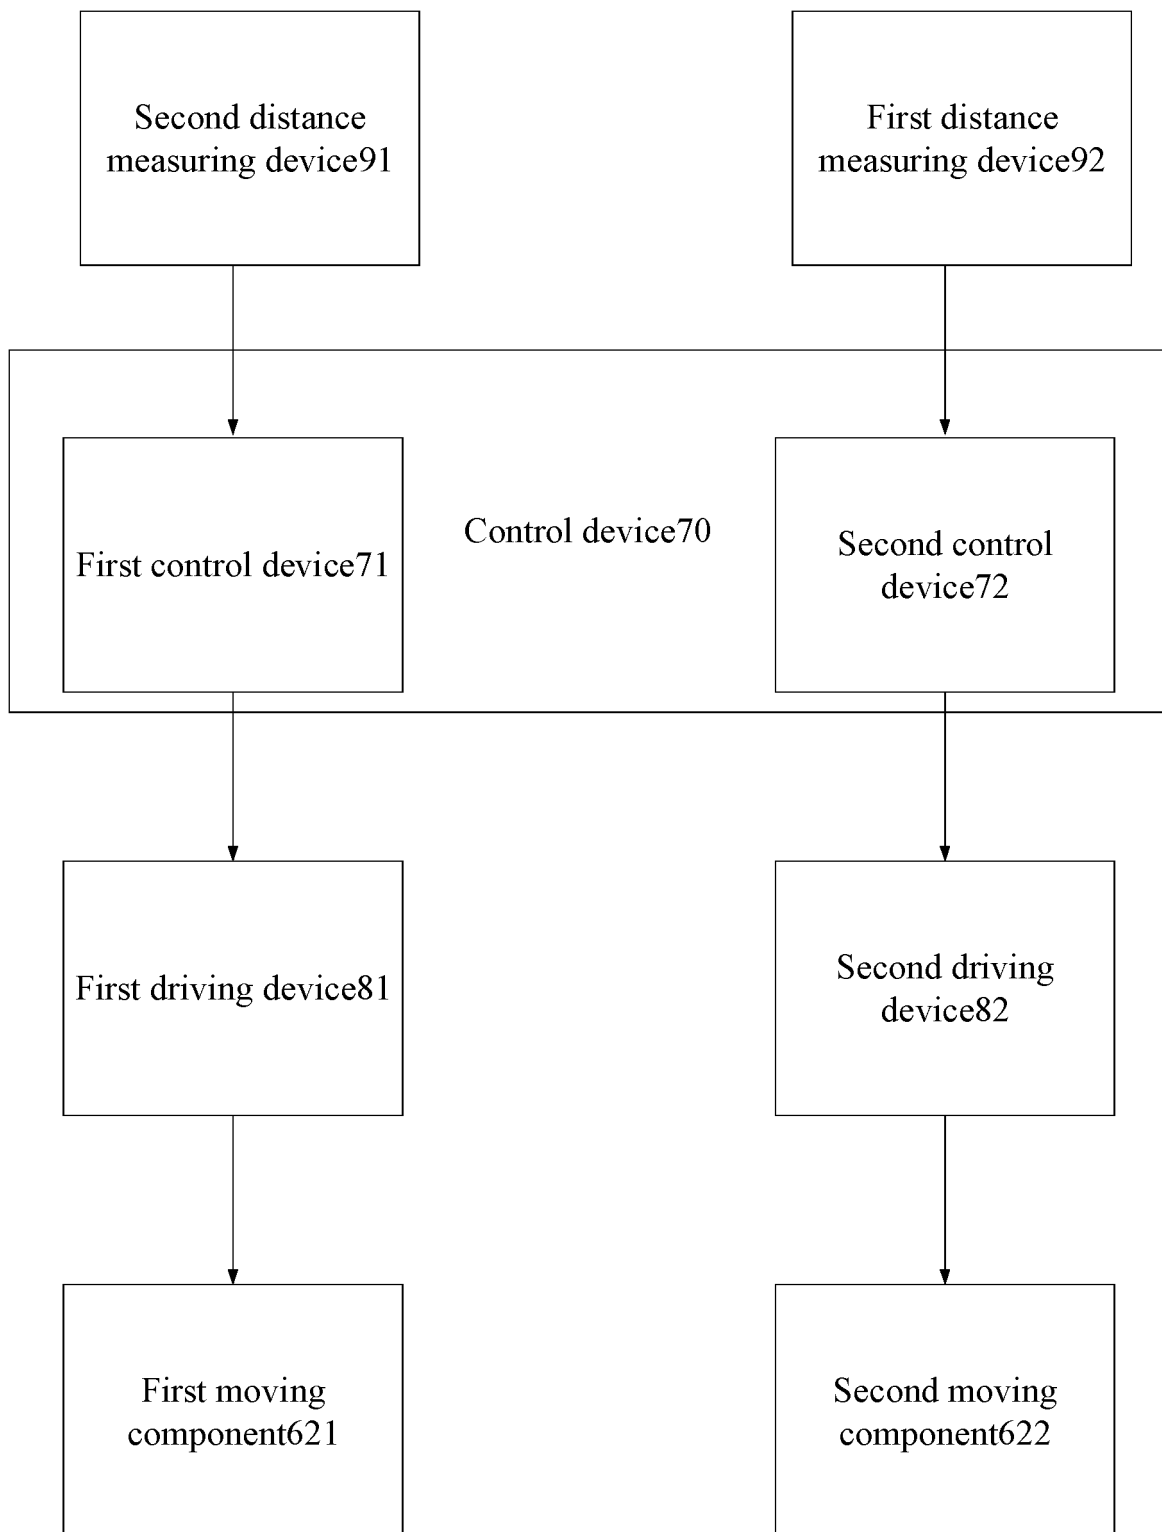 Second distance
measuring device91
First distance
measuring device92
First control device71
Control device70
Second control
device72
First driving device81
Second driving
device82
First moving
component621
Second moving
component622